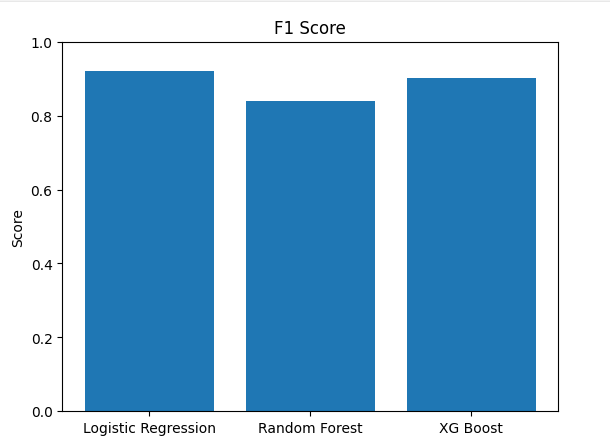 F1 Score
1.0
0.8
0.6
0.4
0.2
0.0
Score
Logistic Regression
Random Forest
XG Boost